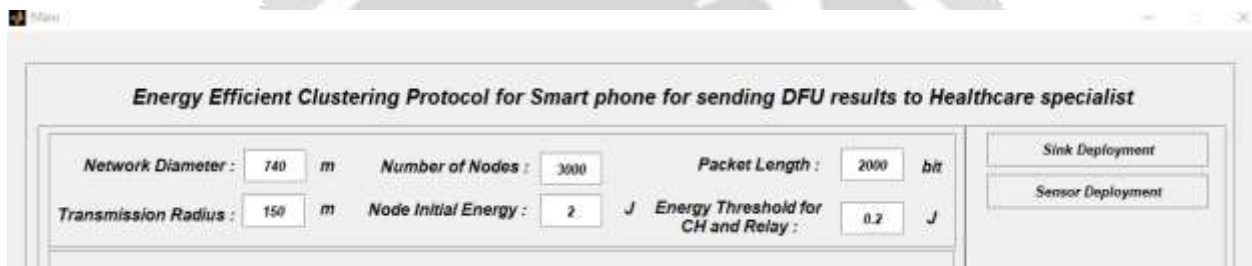 Main
Energy Efficient Clustering Protocol for Smart phone for sending DFU results to Healthcare specialist
Network Diameter : 740 m Number of Nodes : 3000 Packet Length : 2000 bit Sink Deployment
Transmission Radius : 150 m Node Initial Energy : 2 J Energy Threshold for CH and Relay : 0.2 J Sensor Deployment